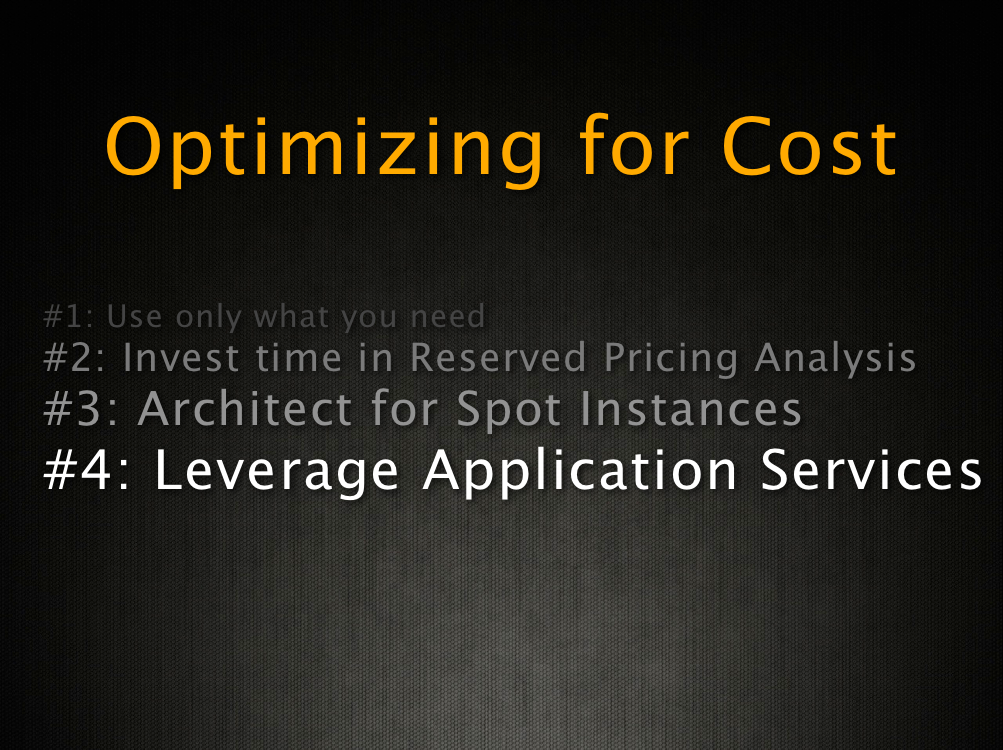 Optimizing for Cost
#1: Use only what you need
#2: Invest time in Reserved Pricing Analysis
#3: Architect for Spot Instances
#4: Leverage Application Services